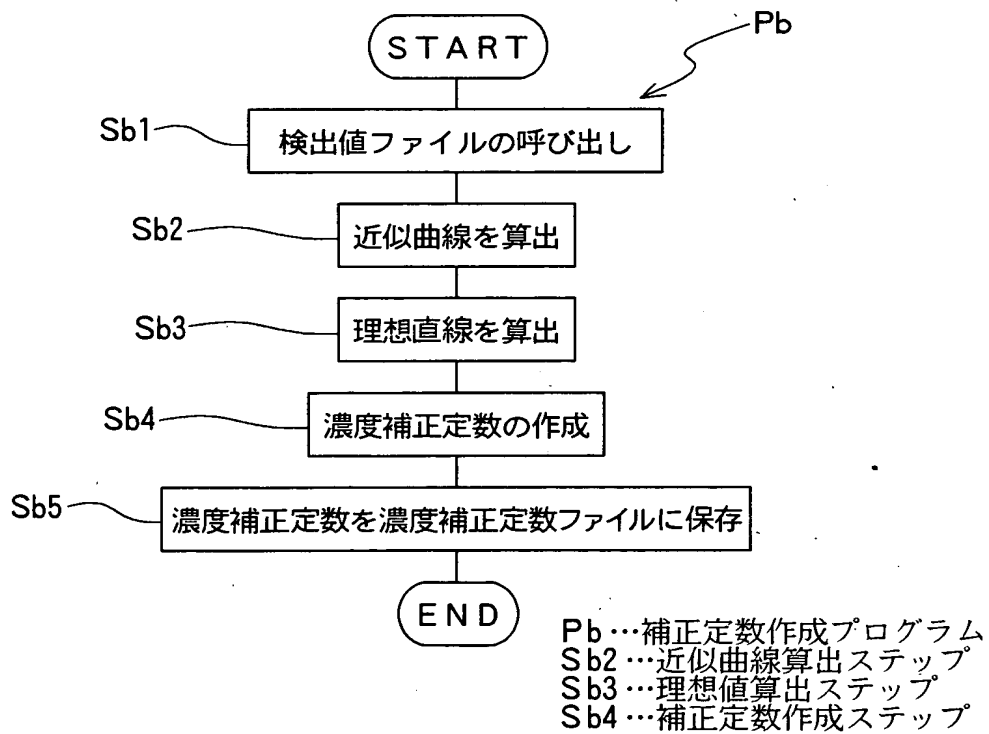 START
Pb
Sb1
検出値ファイルの呼び出し
Sb2
近似曲線を算出
Sb3
理想直線を算出
Sb4
濃度補正定数の作成
Sb5
濃度補正定数を濃度補正定数ファイルに保存
END
Pb…補正定数作成プログラム
Sb2…近似曲線算出ステップ
Sb3…理想値算出ステップ
Sb4…補正定数作成ステップ